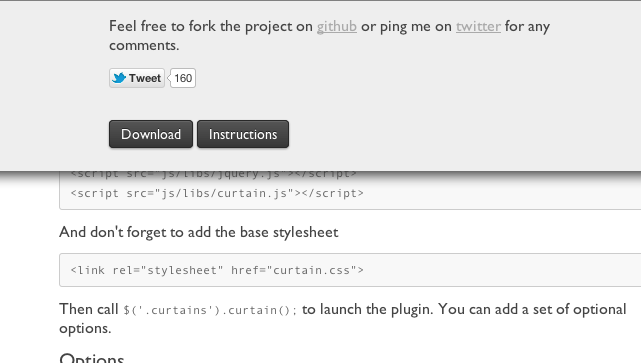 Feel free to fork the project on github or ping me on twitter for any
comments.
Tweet 160
Download Instructions
<script src="js/libs/jquery.js"></script>
<script src="js/libs/curtain.js"></script>
And don't forget to add the base stylesheet
<link rel="stylesheet" href="curtain.css">
Then call $('.curtains').curtain(); to launch the plugin. You can add a set of optional
options.
Options